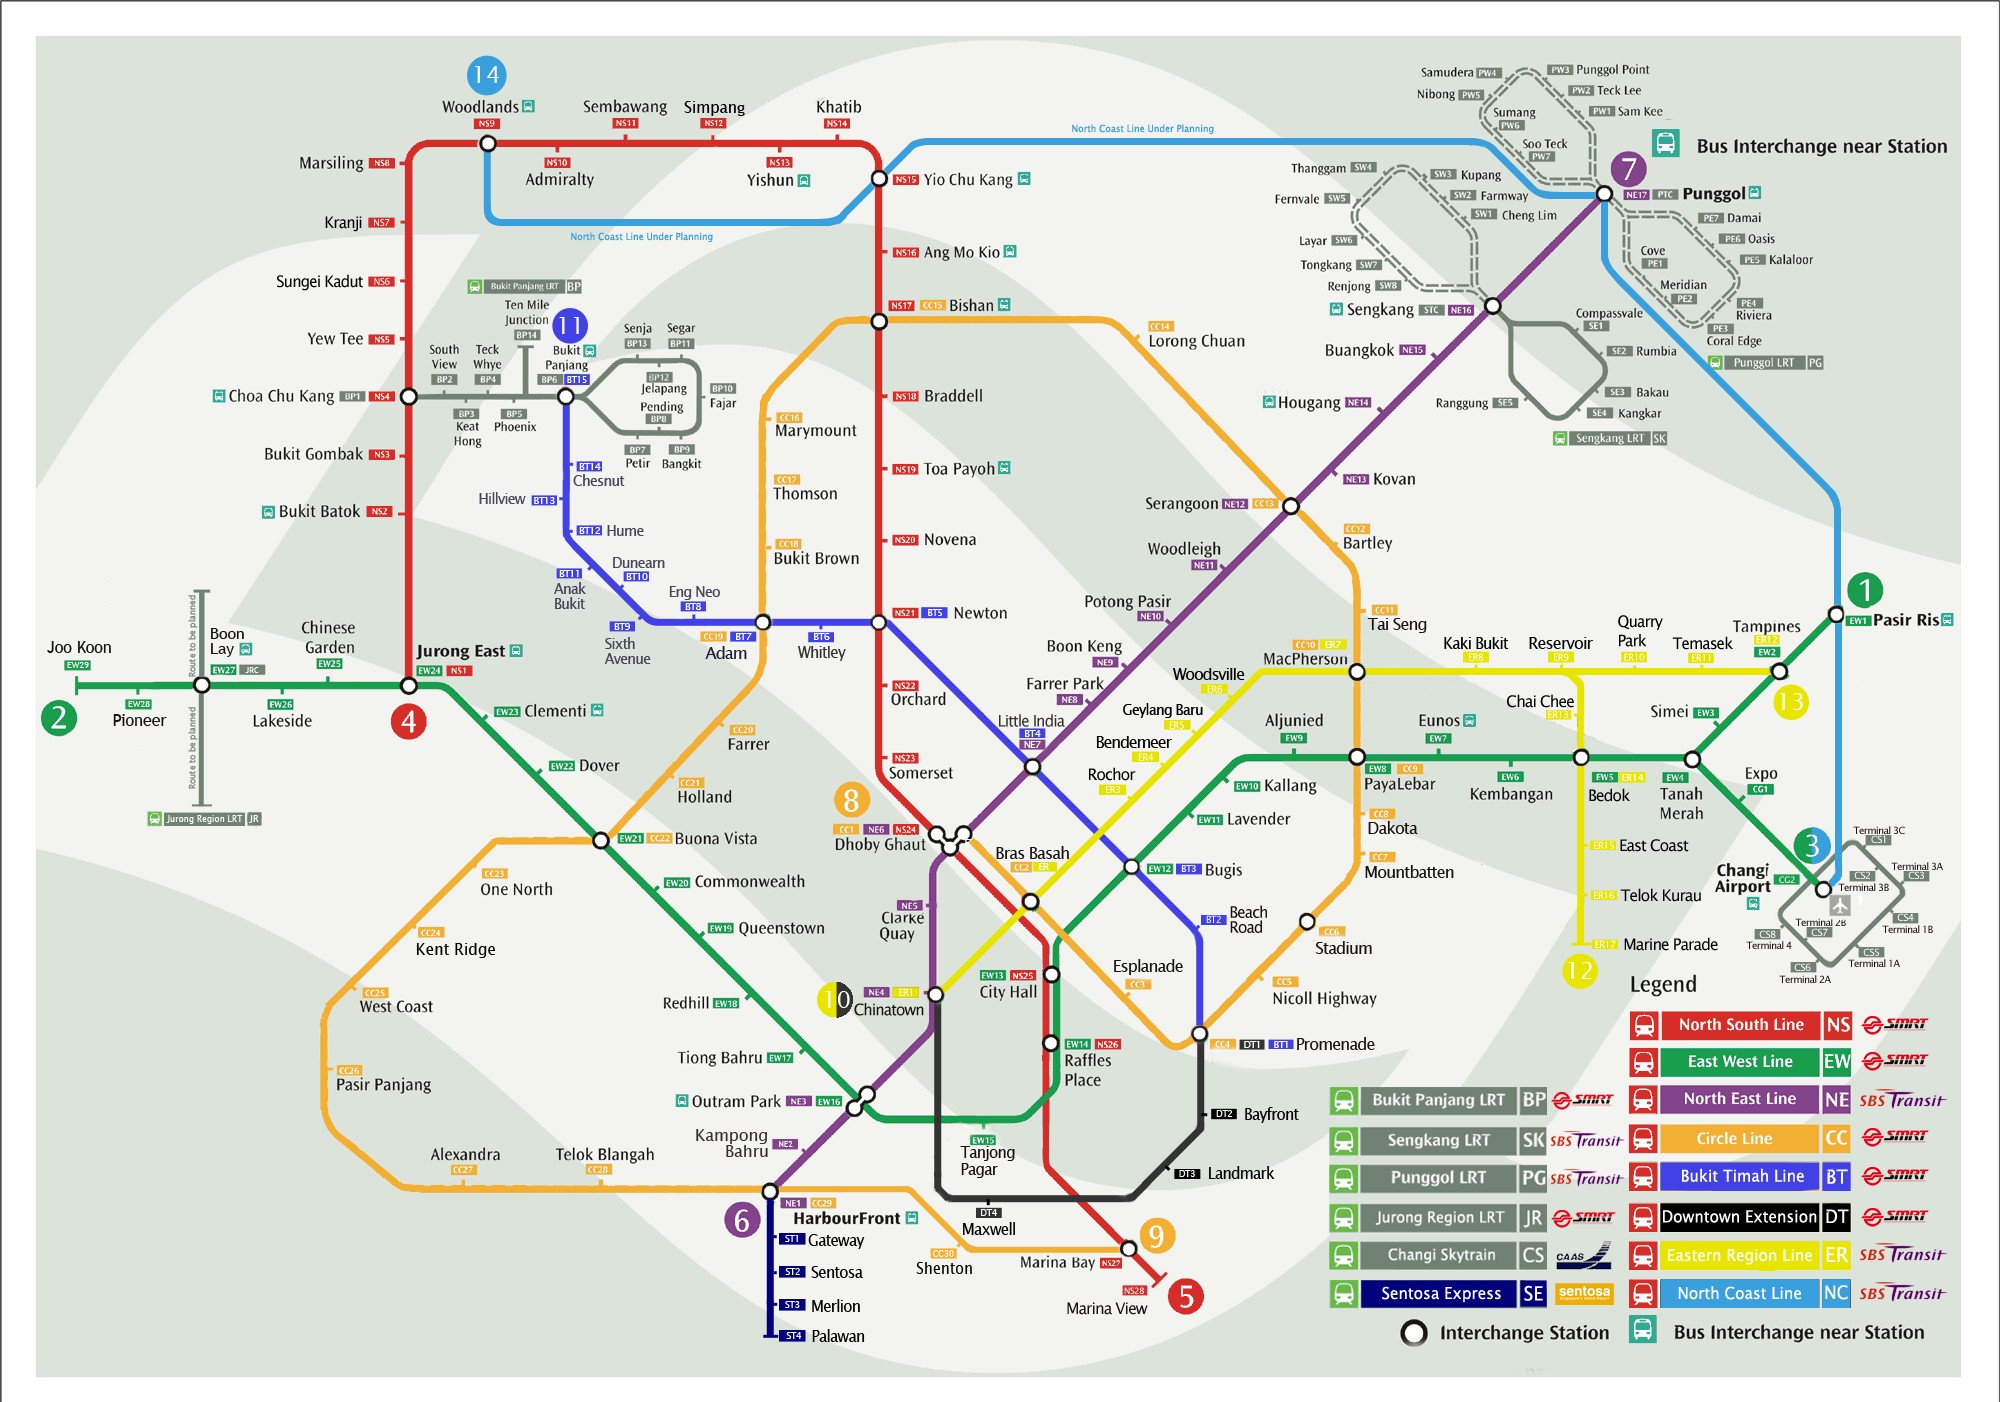 14
Woodlands
NS9
Sembawang
NS11
Simpang
NS12
Khatib
NS14
Marsiling NS8
NS10
Admiralty
NS13
Yishun
North Coast Line Under Planning
North Coast Line Under Planning
NS15 Yio Chu Kang
Kranji NS7
NS16 Ang Mo Kio
Sungei Kadut NS6
NS17 CC15 Bishan
Yew Tee NS5
Choa Chu Kang BP1 NS4
NS18 Braddell
Bukit Gombak NS3
NS19 Toa Payoh
Bukit Batok NS2
NS20 Novena
NS21 BT5 Newton
NS22
Orchard
NS23
Somerset
Bukit Panjang LRT BP
Ten Mile
Junction
BP14
11
Bukit
Panjang
BP6 BT15
South
View
BP2
Teck
Whye
BP4
BP3
Keat
Hong
BP5
Phoenix
Senja
BP13
Segar
BP11
BP12
Jelapang
Pending
BP8
BP10
Fajar
BP7
Petir
BP9
Bangkit
BT14
Chesnut
Hillview BT13
BT12 Hume
BT11
Anak
Bukit
Dunearn
BT10
BT9
Sixth
Avenue
Eng Neo
BT8
CC19 BT7
Adam
BT6
Whitley
CC14
Lorong Chuan
CC16
Marymount
CC17
Thomson
CC18
Bukit Brown
CC20
Farrer
CC21
Holland
EW21 CC22 Buona Vista
CC23
One North
CC24
Kent Ridge
CC25
West Coast
CC26
Pasir Panjang
Alexandra
CC27
Telok Blangah
CC28
Samudera PW4
PW3 Punggol Point
Nibong PW5
PW2 Teck Lee
Sumang
PW6
PW1 Sam Kee
Soo Teck
PW7
Bus Interchange near Station
7
NE17 PTC Punggol
PE7 Damai
PE6 Oasis
Cove
PE1
PE5 Kalaloor
Meridian
PE2
PE4
Riviera
PE3
Coral Edge
Punggol LRT PG
Thanggam SW4
SW3 Kupang
SW2 Farmway
Fernvale SW5
SW1 Cheng Lim
Layar SW6
Tongkang SW7
Renjong SW8
Sengkang STC NE16
Compassvale
SE1
SE2 Rumbia
SE3 Bakau
Ranggung SE5
SE4 Kangkar
Sengkang LRT SK
Buangkok NE15
Hougang NE14
NE13 Kovan
Serangoon NE12 CC13
CC12
Bartley
Woodleigh
NE11
Potong Pasir
NE10
Boon Keng
NE9
Farrer Park
NE8
Little India
BT4
NE7
CC11
Tai Seng
CC10 ER7
MacPherson
Woodsville
ER6
Geylang Baru
ER5
Bendemeer
ER4
Rochor
ER3
Kaki Bukit
ER8
Reservoir
ER9
Quarry
Park
ER10
Temasek
ER11
Tampines
ER12
EW2
1
EW1 Pasir Ris
13
Chai Chee
ER13
Simei EW3
Aljunied
EW9
Eunos
EW7
EW8 CC9
PayaLebar
EW6
Kembangan
EW5 ER14
Bedok
EW4
Tanah
Merah
Expo
CG1
EW10 Kallang
EW11 Lavender
EW12 BT3 Bugis
CC8
Dakota
CC7
Mountbatten
ER15 East Coast
ER16 Telok Kurau
ER17 Marine Parade
12
3
Changi
Airport CG2
Terminal 3C
CS1
Terminal 3A
CS3
CS2
Terminal 3B
CS4
Terminal 1B
Terminal 2B
CS7
CS8
Terminal 4
CS5
Terminal 1A
CS6
Terminal 2A
Joo Koon
EW29
2
EW28
Pioneer
Route to be planned
Route to be planned
Boon
Lay
EW27 JRC
EW26
Lakeside
Chinese
Garden
EW25
Jurong East
EW24 NS1
4
Jurong Region LRT JR
EW23 Clementi
EW22 Dover
EW20 Commonwealth
EW19 Queenstown
Redhill EW18
Tiong Bahru EW17
Outram Park NE3 EW16
Kampong
Bahru
NE2
8
CC1 NE6 NS24
Dhoby Ghaut
Bras Basah
CC2 ER
NE5
Clarke
Quay
10
NE4 ER1
Chinatown
EW13 NS25
City Hall
EW14 NS26
Raffles
Place
EW15
Tanjong
Pagar
Esplanade
CC3
BT2 Beach
Road
CC6
Stadium
CC5
Nicoll Highway
CC4 DT1 BT1 Promenade
DT2 Bayfront
DT3 Landmark
DT4
Maxwell
6
NE1 CC29
HarbourFront
ST1 Gateway
ST2 Sentosa
ST3 Merlion
ST4 Palawan
CC30
Shenton
Marina Bay NS27
9
NS28
Marina View
5
Legend
North South Line NS SMRT
East West Line EW SMRT
North East Line NE SBS Transit
Circle Line CC SMRT
Bukit Timah Line BT SMRT
Downtown Extension DT SMRT
Eastern Region Line ER SBS Transit
North Coast Line NC SBS Transit
Bukit Panjang LRT BP SMRT
Sengkang LRT SK SBS Transit
Punggol LRT PG SBS Transit
Jurong Region LRT JR SMRT
Changi Skytrain CS CAAS
Sentosa Express SE sentosa
Interchange Station
Bus Interchange near Station